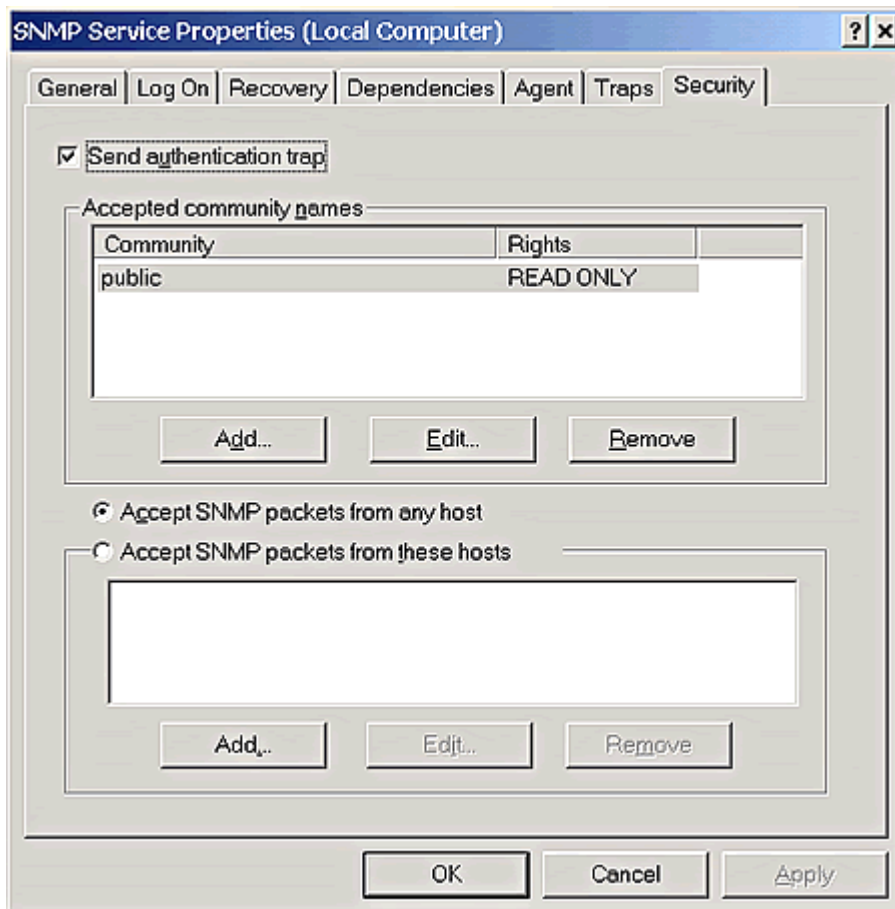 SNMP Service Properties (Local Computer)
General Log On Recovery Dependencies Agent Traps Security
Send authentication trap
Accepted community names
Community Rights
public READ ONLY
Add... Edit... Remove
Accept SNMP packets from any host
Accept SNMP packets from these hosts
Add... Edit... Remove
OK Cancel Apply